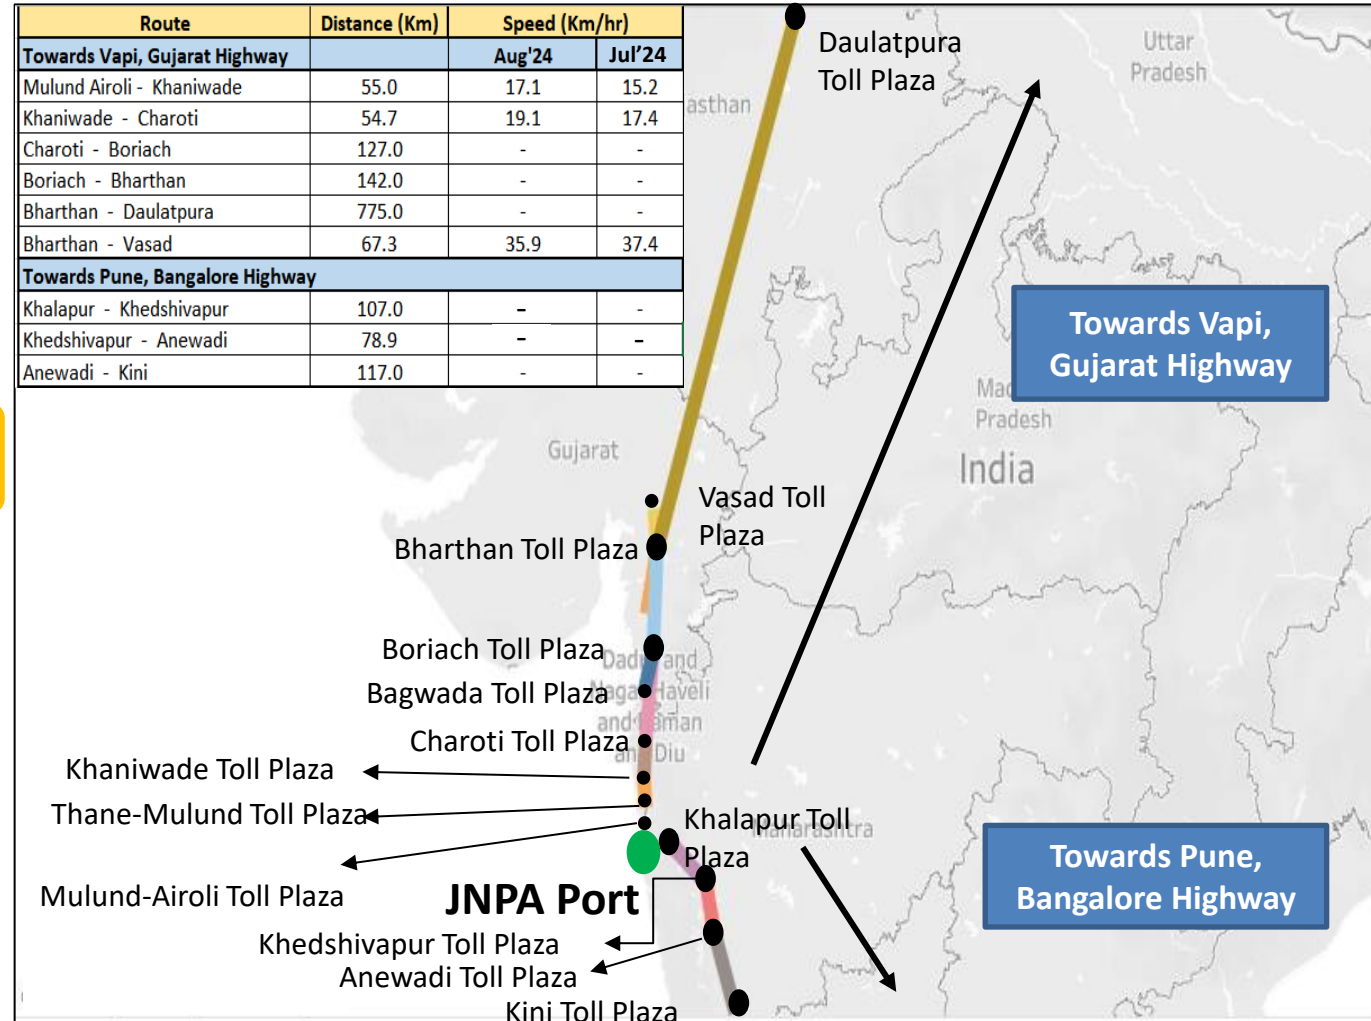 Route Distance (Km) Speed (Km/hr)
Towards Vapi, Gujarat Highway Aug'24 Jul’24
Mulund Airoli - Khaniwade 55.0 17.1 15.2
Khaniwade - Charoti 54.7 19.1 17.4
Charoti - Boriach 127.0 - -
Boriach - Bharthan 142.0 - -
Bharthan - Daulatpura 775.0 - -
Bharthan - Vasad 67.3 35.9 37.4
Towards Pune, Bangalore Highway
Khalapur - Khedshivapur 107.0 – -
Khedshivapur - Anewadi 78.9 – –
Anewadi - Kini 117.0 - -
Daulatpura
Toll Plaza
Uttar
Pradesh
asthan
Towards Vapi,
Gujarat Highway
Pradesh
India
Gujarat
Vasad Toll
Plaza
Bharthan Toll Plaza
Boriach Toll Plaza
and
Haveli
and
Diu
Bagwada Toll Plaza
Charoti Toll Plaza
Khaniwade Toll Plaza
Thane-Mulund Toll Plaza
Khalapur Toll
Plaza
Mulund-Airoli Toll Plaza
JNPA Port
Towards Pune,
Bangalore Highway
Khedshivapur Toll Plaza
Anewadi Toll Plaza
Kini Toll Plaza